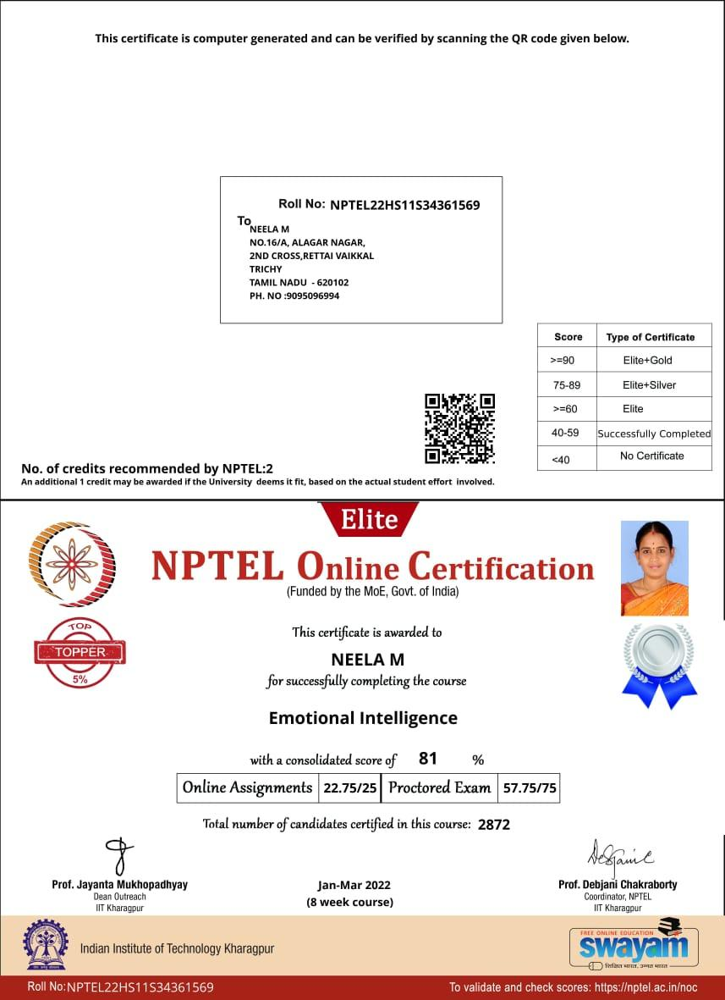 This certificate is computer generated and can be verified by scanning the QR code given below.
Roll No: NPTEL22HS11S34361569
To
NEELA M
NO.16/A, ALAGAR NAGAR,
2ND CROSS,RETTAI VAIKKAL
TRICHY
TAMIL NADU - 620102
PH. NO :9095096994
Score Type of Certificate
>=90 Elite+Gold
75-89 Elite+Silver
>=60 Elite
40-59 Successfully Completed
<40 No Certificate
No. of credits recommended by NPTEL:2
An additional 1 credit may be awarded if the University deems it fit, based on the actual student effort involved.
Elite
NPTEL Online Certification
(Funded by the MoE, Govt. of India)
TOP
TOPPER
5%
This certificate is awarded to
NEELA M
for successfully completing the course
Emotional Intelligence
with a consolidated score of 81 %
Online Assignments 22.75/25 Proctored Exam 57.75/75
Total number of candidates certified in this course: 2872
Prof. Jayanta Mukhopadhyay
Dean Outreach
IIT Kharagpur
Jan-Mar 2022
(8 week course)
Prof. Debjani Chakraborty
Coordinator, NPTEL
IIT Kharagpur
Indian Institute of Technology Kharagpur
FREE ONLINE EDUCATION
swayam
शिक्षित भारत, उन्नत भारत
Roll No:NPTEL22HS11S34361569
To validate and check scores: https://nptel.ac.in/noc